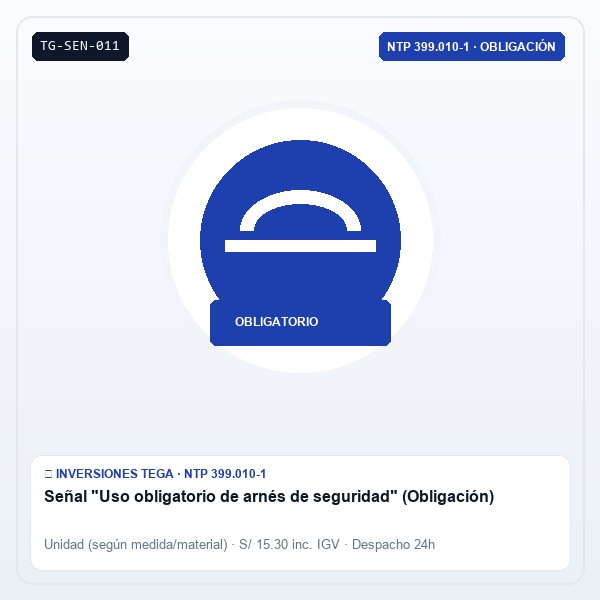 TG-SEN-011
NTP 399.010-1 · OBLIGACIÓN
OBLIGATORIO
INVERSIONES TEGA · NTP 399.010-1
Señal "Uso obligatorio de arnés de seguridad" (Obligación)
Unidad (según medida/material) · S/ 15.30 inc. IGV · Despacho 24h